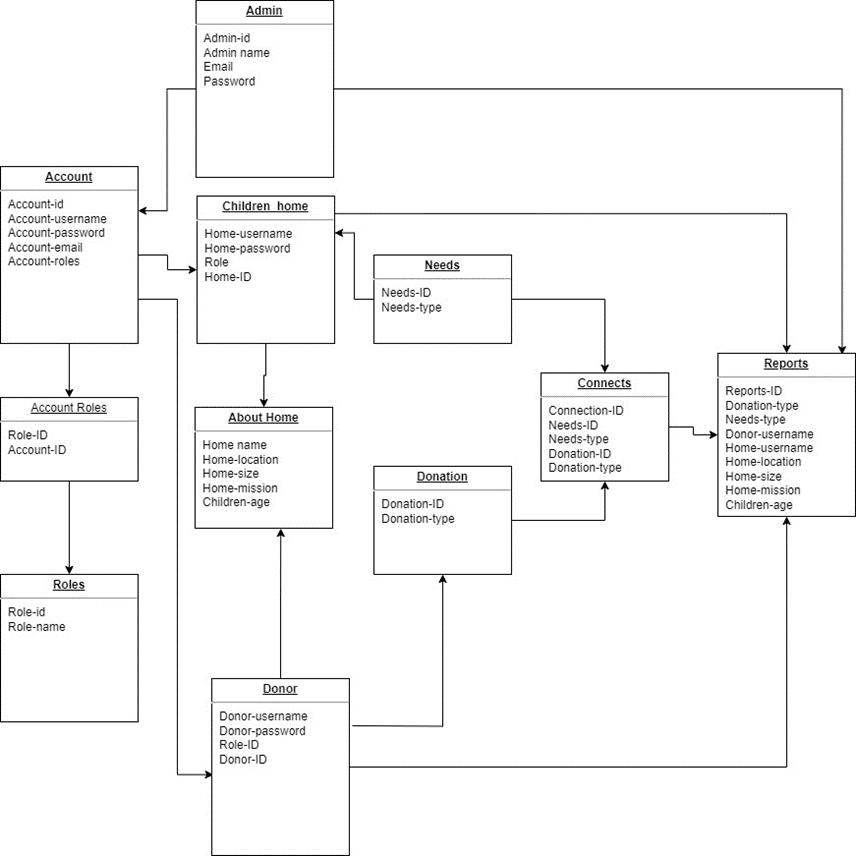 Admin
Admin-id
Admin name
Email
Password
Account
Account-id
Account-username
Account-password
Account-email
Account-roles
Children home
Home-username
Home-password
Role
Home-ID
Needs
Needs-ID
Needs-type
Connects
Connection-ID
Needs-ID
Needs-type
Donation-ID
Donation-type
Reports
Reports-ID
Donation-type
Needs-type
Donor-username
Home-username
Home-location
Home-size
Home-mission
Children-age
Account Roles
Role-ID
Account-ID
About Home
Home name
Home-location
Home-size
Home-mission
Children-age
Donation
Donation-ID
Donation-type
Roles
Role-id
Role-name
Donor
Donor-username
Donor-password
Role-ID
Donor-ID